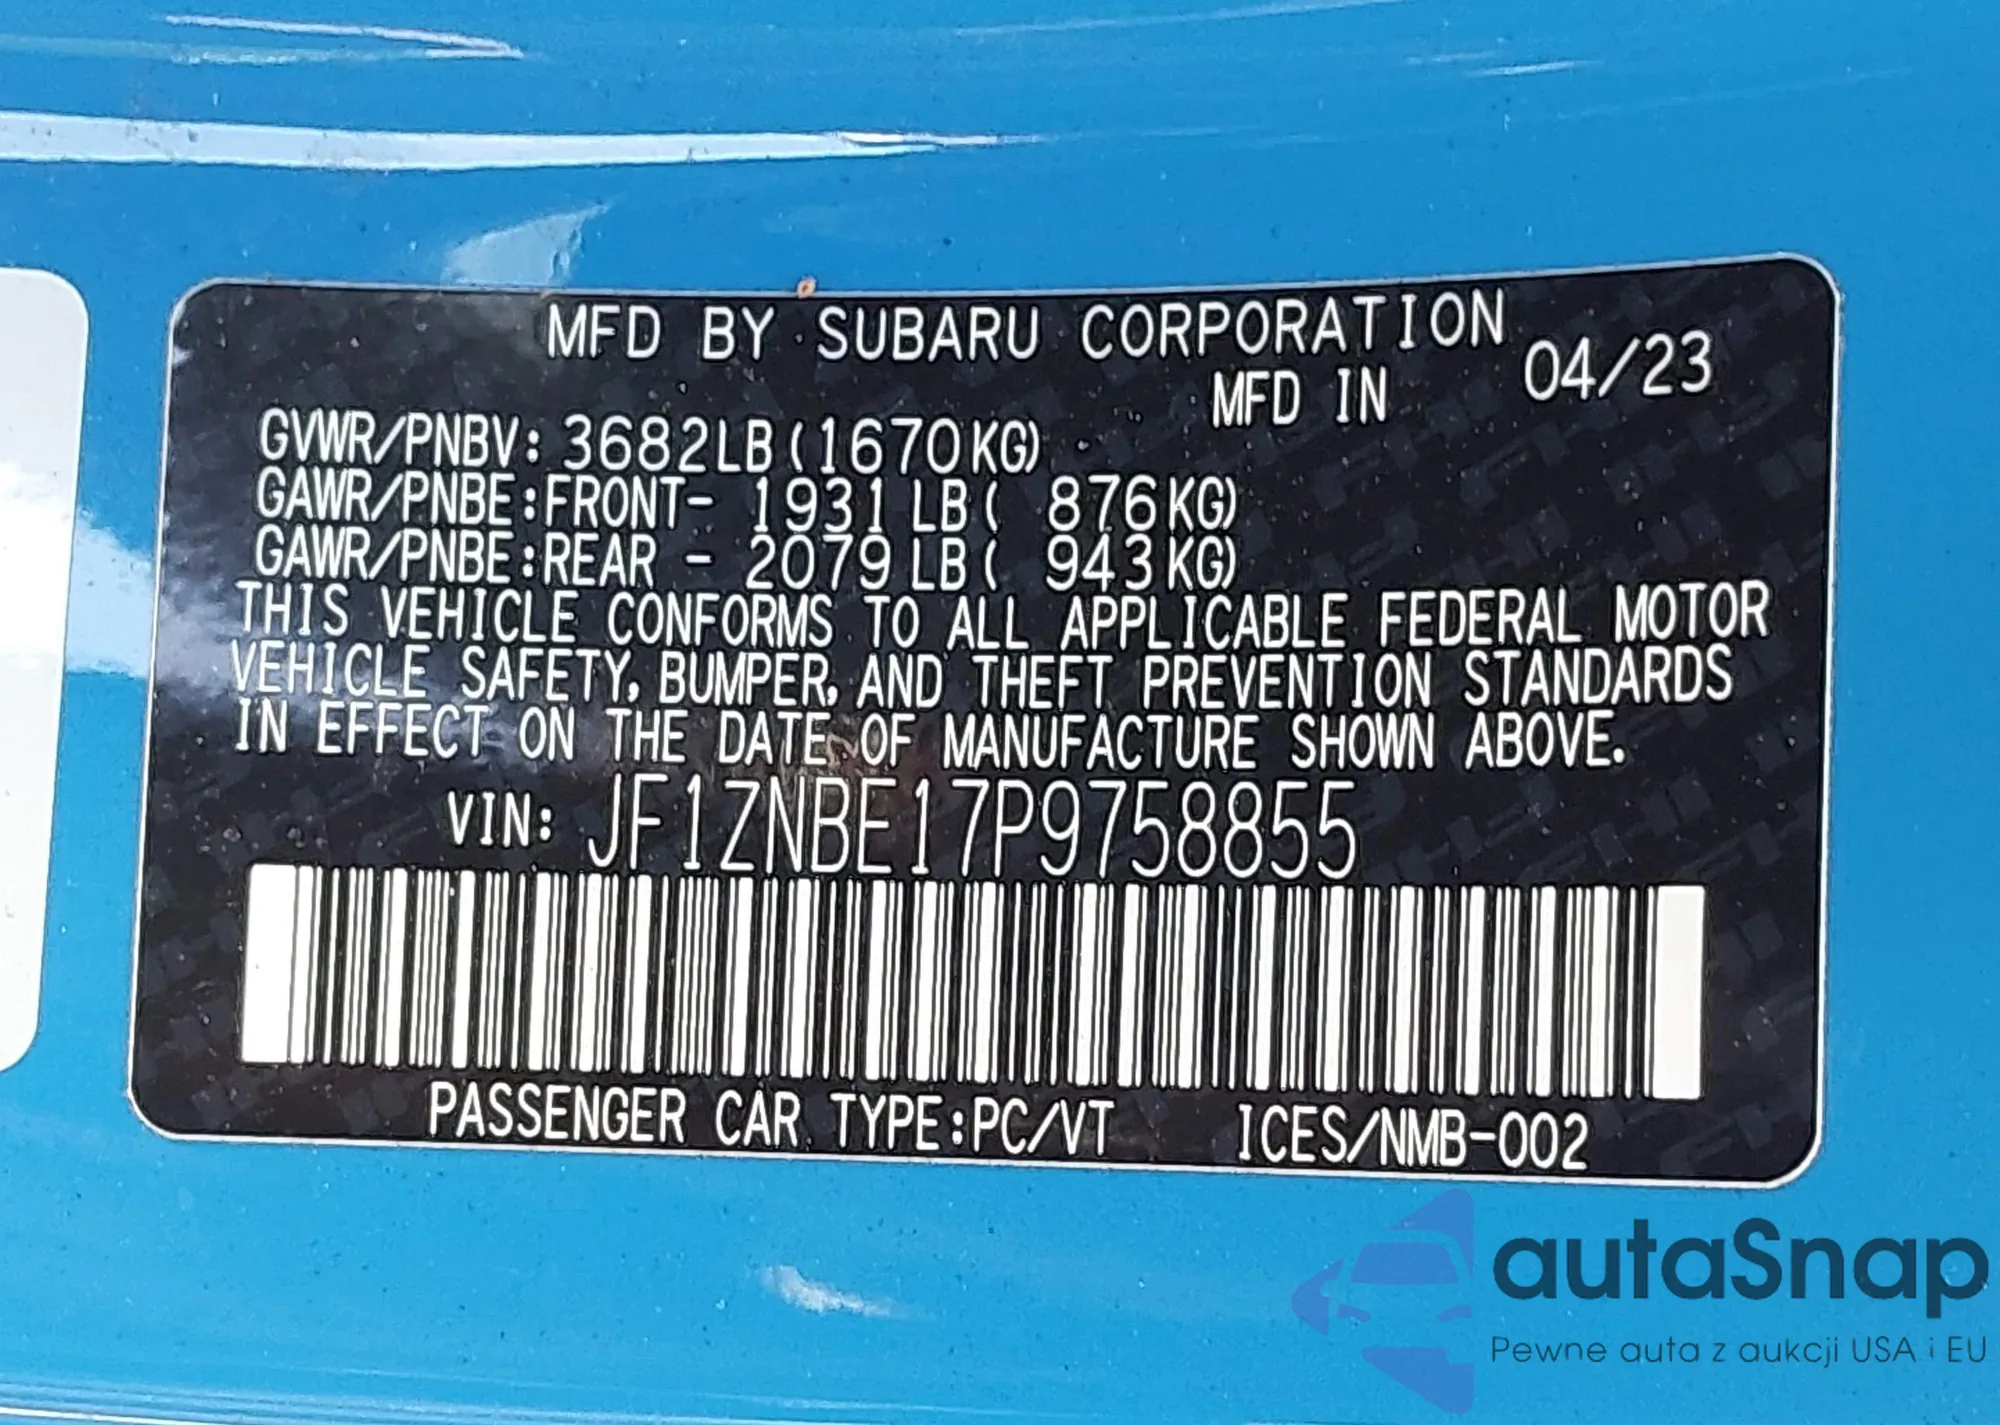 MFD BY SUBARU CORPORATION
MFD IN 04/23
GVWR/PNBV: 3682LB(1670KG)
GAWR/PNBE:FRONT- 1931LB( 876KG)
GAWR/PNBE:REAR - 2079LB( 943KG)
THIS VEHICLE CONFORMS TO ALL APPLICABLE FEDERAL MOTOR
VEHICLE SAFETY, BUMPER, AND THEFT PREVENTION STANDARDS
IN EFFECT ON THE DATE OF MANUFACTURE SHOWN ABOVE.
VIN: JF1ZNBE17P9758855
PASSENGER CAR TYPE:PC/VT ICES/NMB-002
autaSnap
Pewne auta z aukcji USA i EU